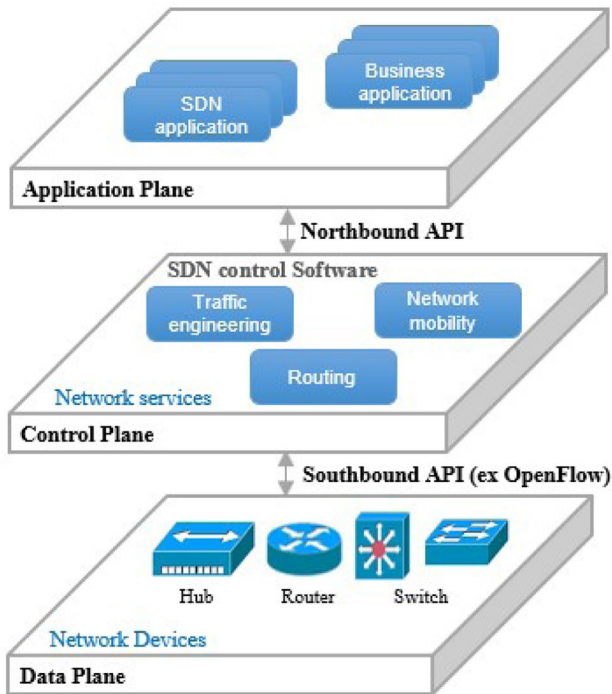 SDN
application
Business
application
Application Plane
Northbound API
SDN control Software
Traffic
engineering
Network
mobility
Routing
Network services
Control Plane
Southbound API (ex OpenFlow)
Hub
Router
Switch
Network Devices
Data Plane